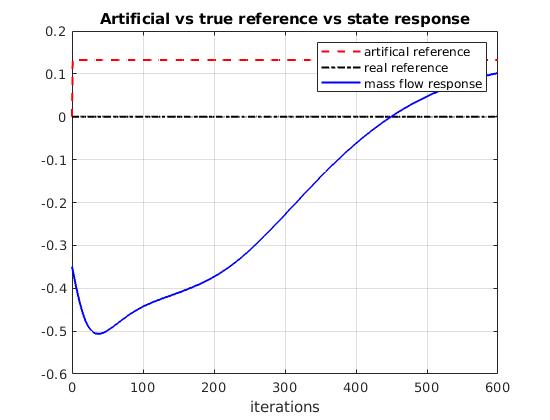 Artificial vs true reference vs state response
0.2
0.1
0
-0.1
-0.2
-0.3
-0.4
-0.5
-0.6
artifical reference
real reference
mass flow response
0 100 200 300 400 500 600
iterations